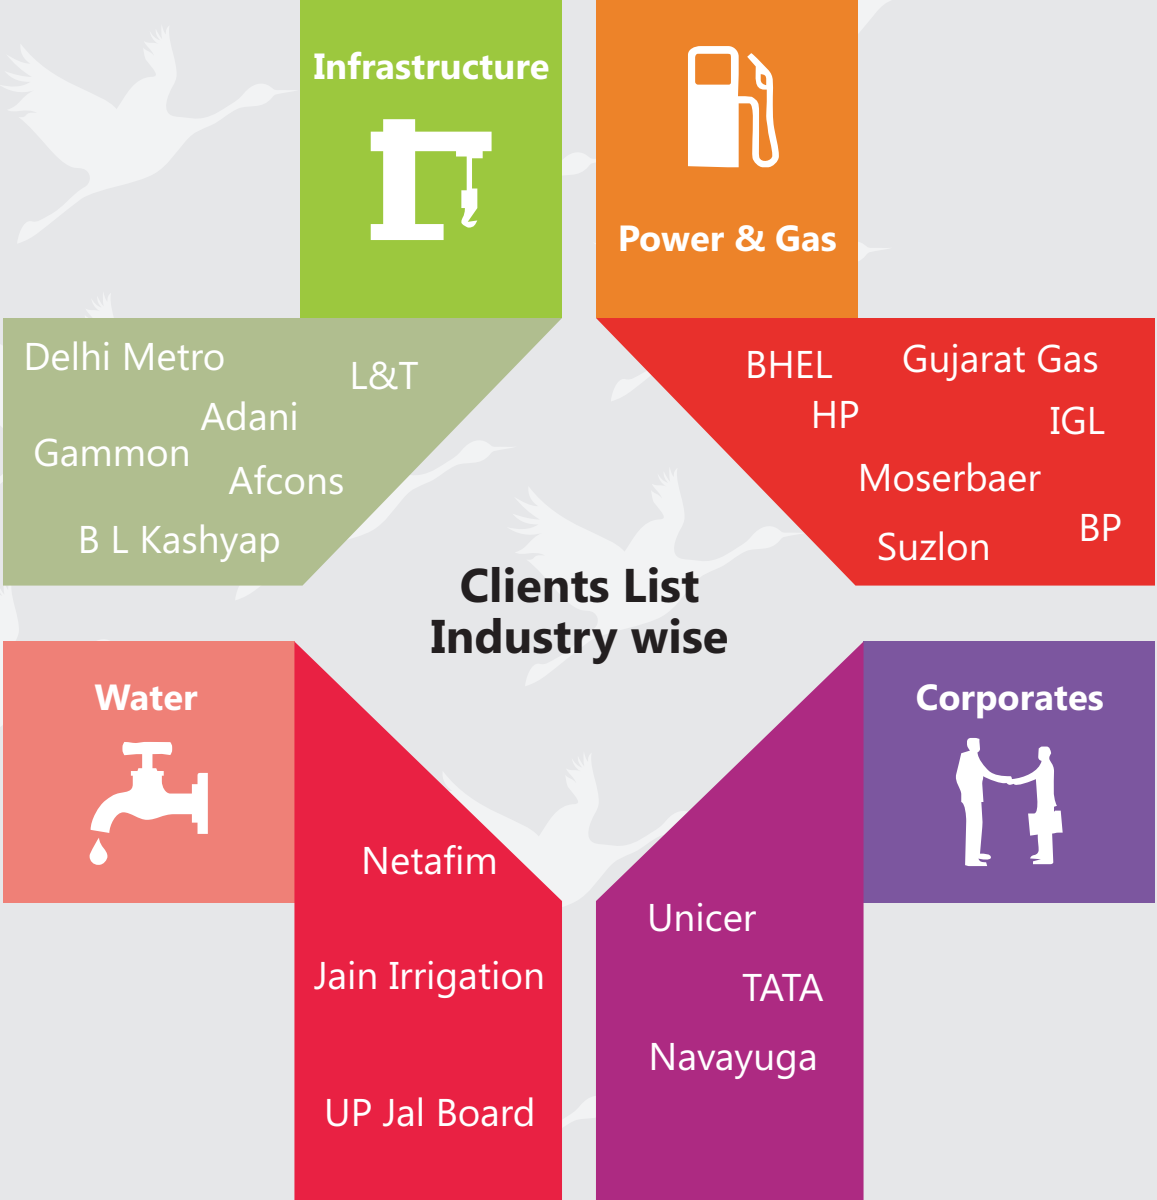 Infrastructure
Delhi Metro
L&T
Adani
Gammon
Afcons
B L Kashyap
Power & Gas
BHEL
Gujarat Gas
HP
IGL
Moserbaer
BP
Suzlon
Clients List
Industry wise
Water
Netafim
Jain Irrigation
UP Jal Board
Corporates
Unicer
TATA
Navayuga